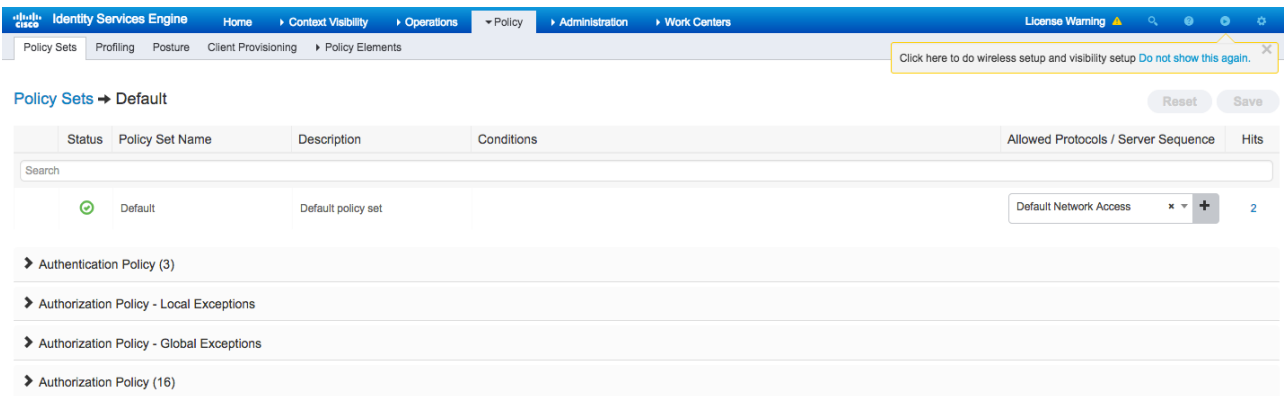 cisco Identity Services Engine Home Context Visibility Operations Policy Administration Work Centers License Warning
Policy Sets Profiling Posture Client Provisioning Policy Elements
Click here to do wireless setup and visibility setup Do not show this again.
Policy Sets → Default Reset Save
Status Policy Set Name Description Conditions Allowed Protocols / Server Sequence Hits
Search
Default Default policy set Default Network Access × + 2
Authentication Policy (3)
Authorization Policy - Local Exceptions
Authorization Policy - Global Exceptions
Authorization Policy (16)